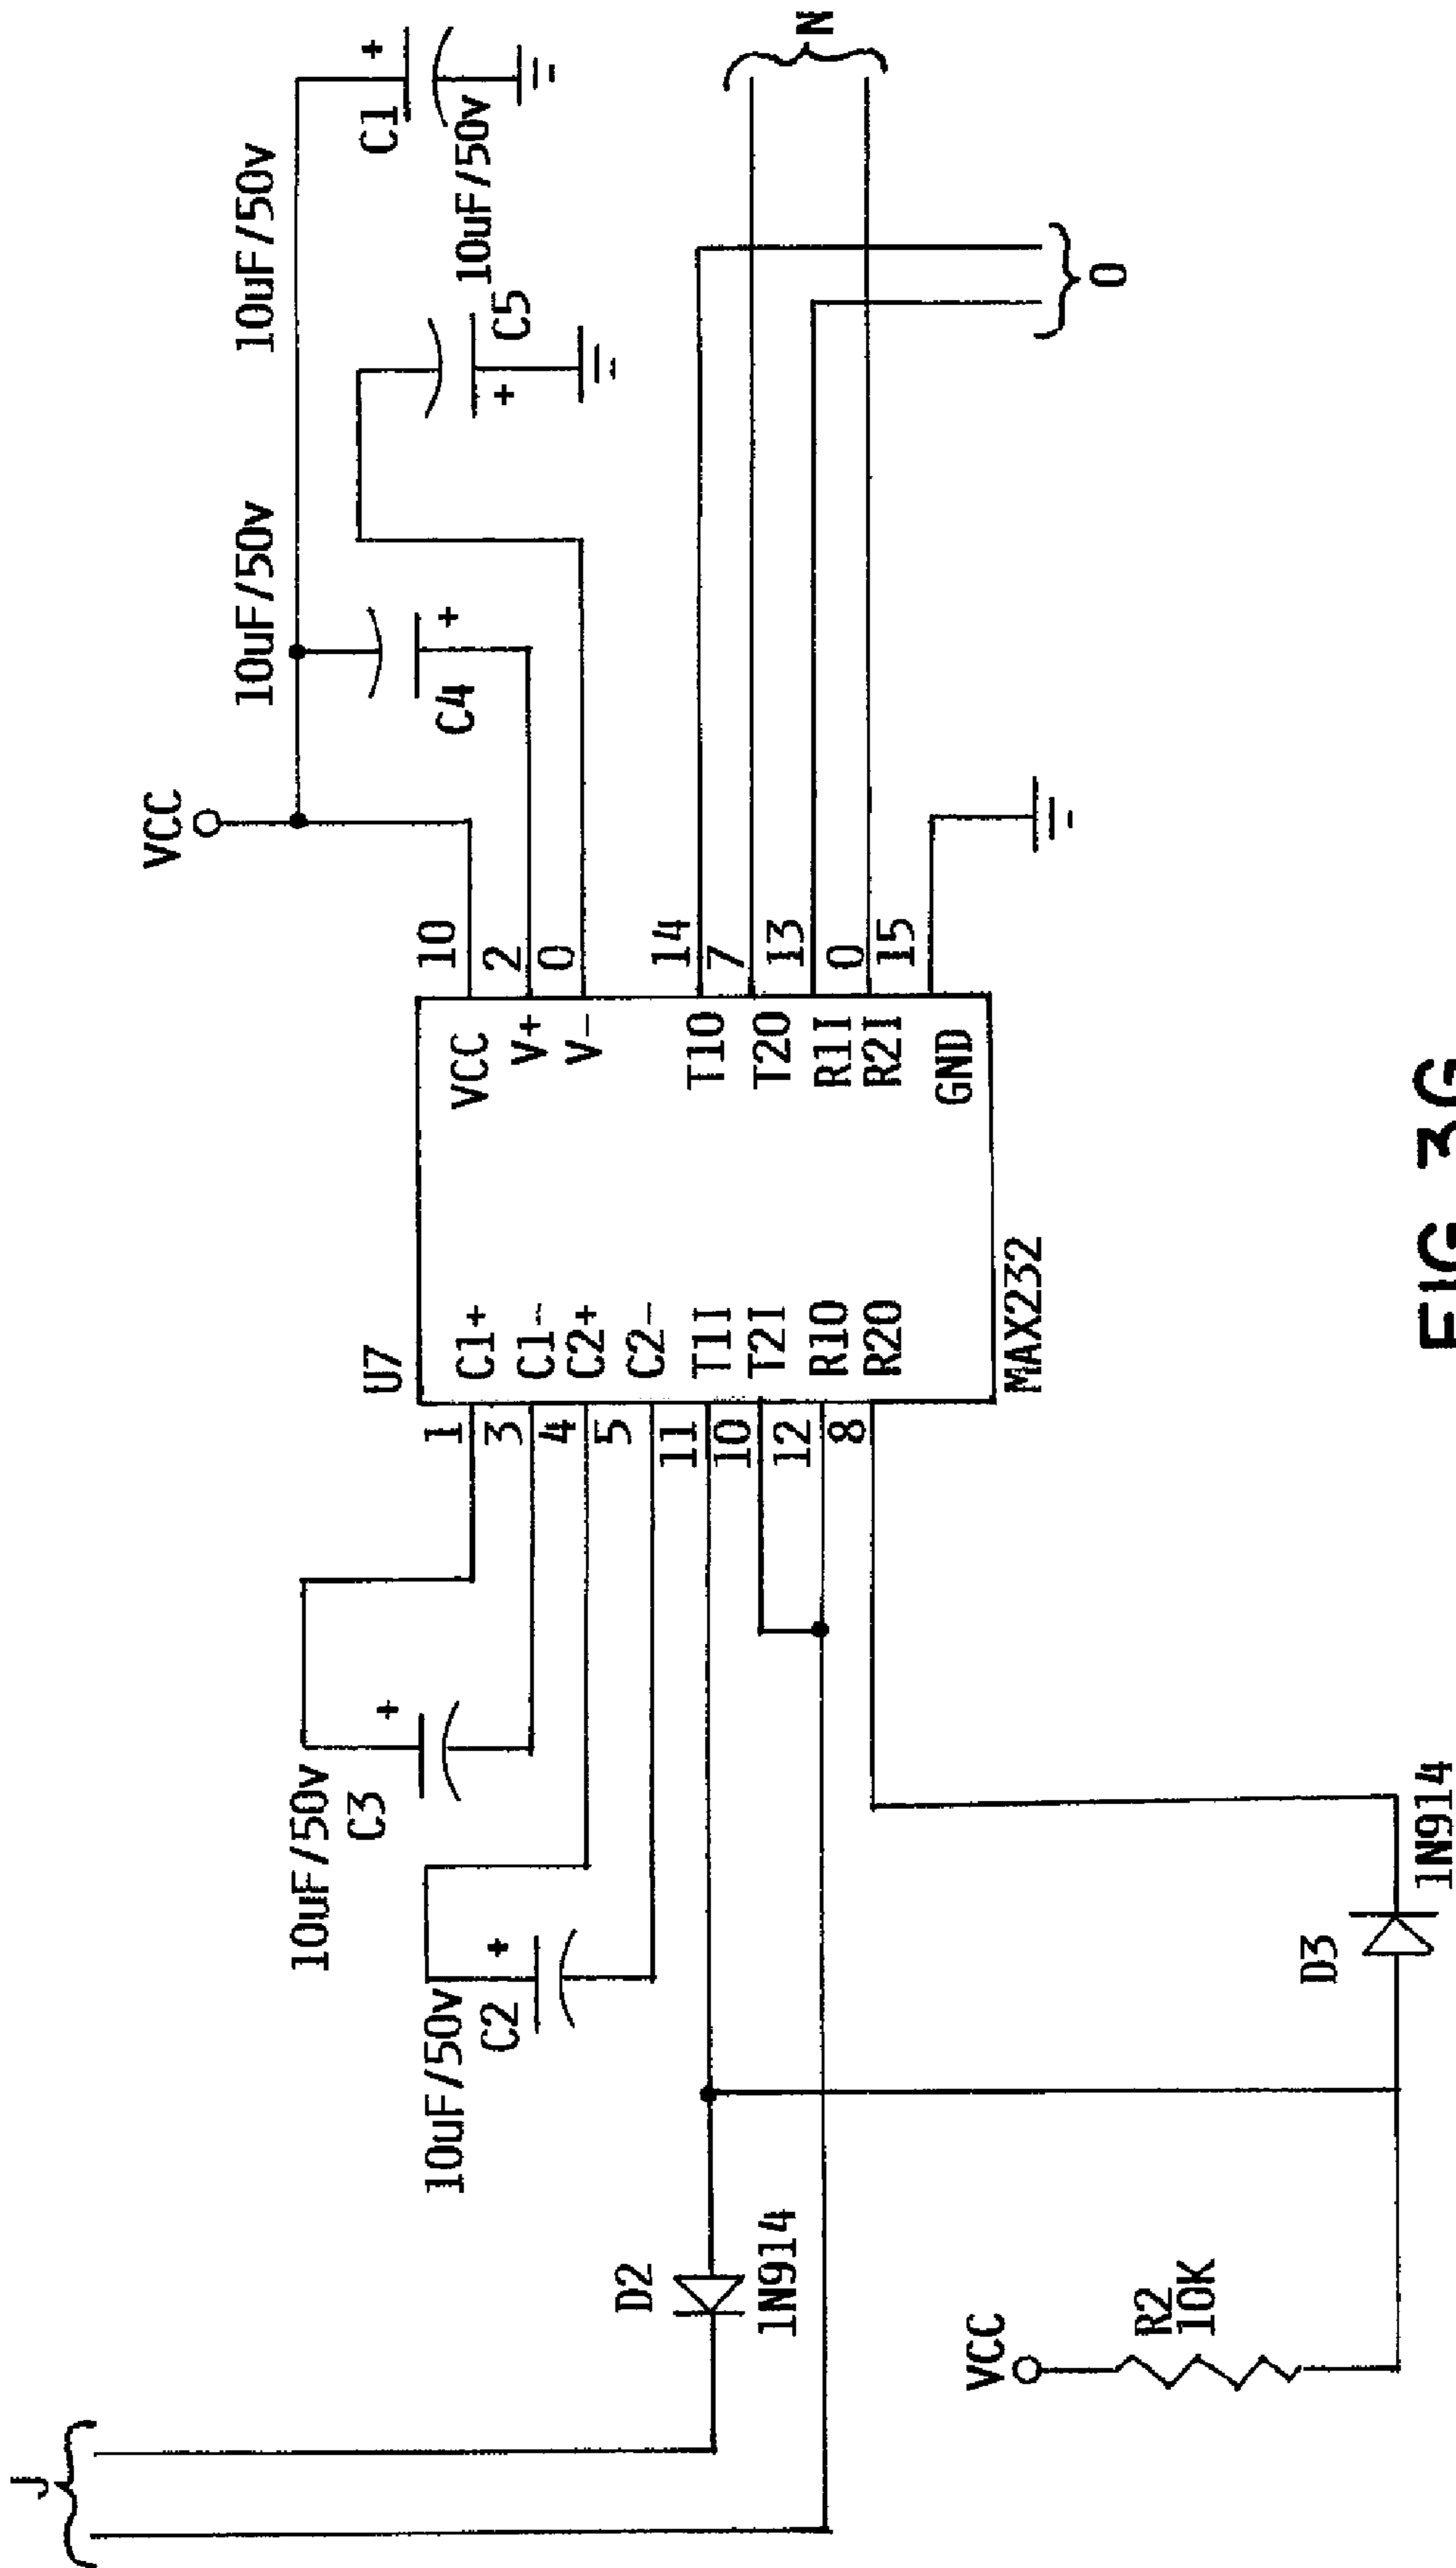 J
VCC
10uF/50v
10uF/50v
C4
+
C5
+
C1
+
10uF/50v
10uF/50v
C3
+
10uF/50v
C2
+
U7
1
C1+
3
C1-
4
C2+
5
C2-
11
T1I
10
T2I
12
R1O
8
R2O
VCC
10
V+
2
V-
0
T1O
14
T2O
7
R1I
13
R2I
0
GND
15
MAX232
N
O
D2
1N914
VCC
R2
10K
D3
1N914
FIG. 3G